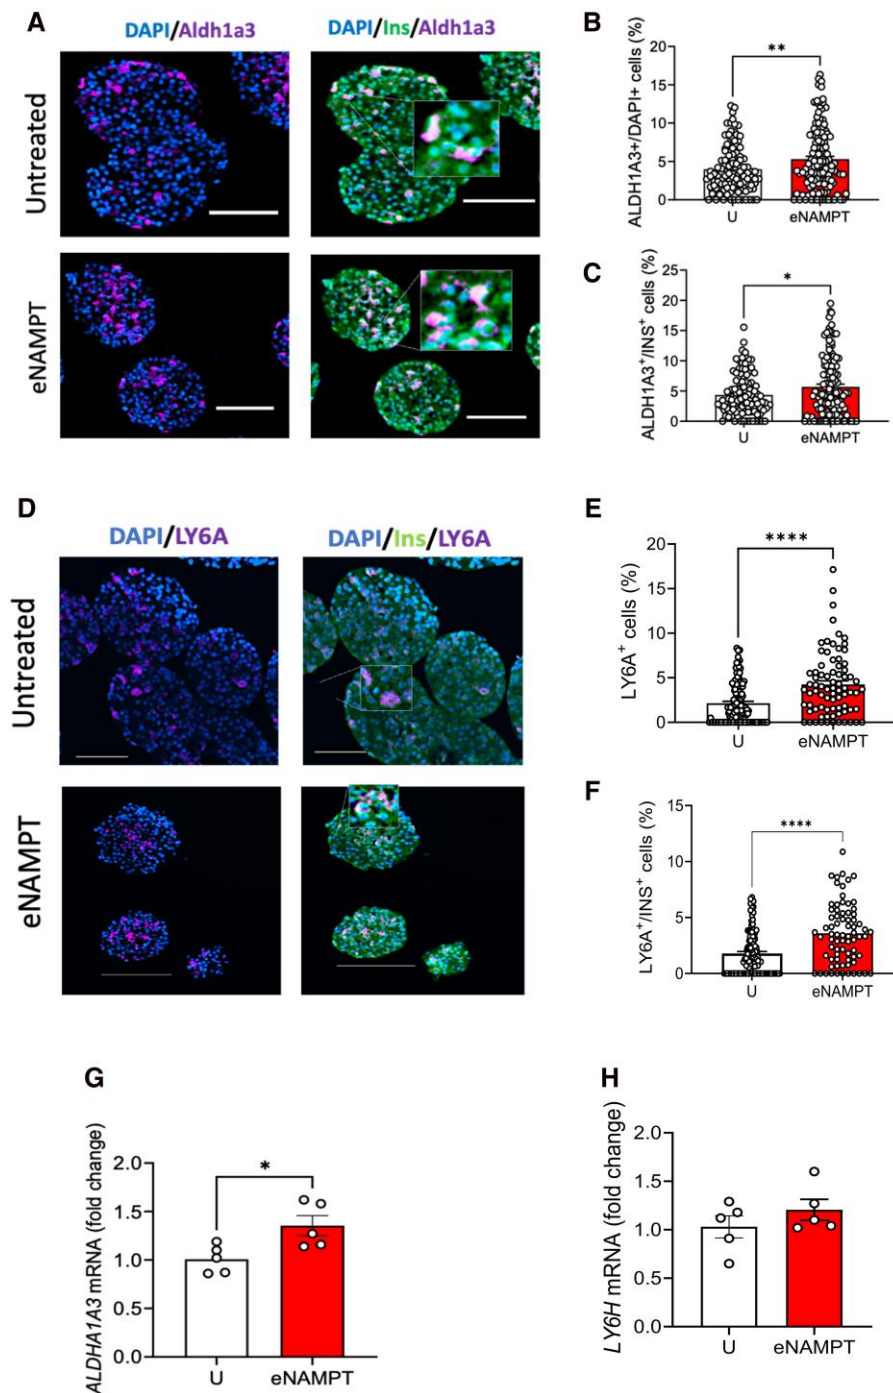 A
DAPI/Aldh1a3
DAPI/Ins/Aldh1a3
Untreated
eNAMPT
B
ALDH1A3+/DAPI+ cells (%)
20
15
10
5
0
**
U
eNAMPT
C
ALDH1A3+/INS+ cells (%)
25
20
15
10
5
0
*
U
eNAMPT
D
DAPI/LY6A
DAPI/Ins/LY6A
Untreated
eNAMPT
E
LY6A+ cells (%)
20
15
10
5
0
****
U
eNAMPT
F
LY6A+/INS+ cells (%)
15
10
5
0
****
U
eNAMPT
G
ALDHA1A3 mRNA (fold change)
2.0
1.5
1.0
0.5
0.0
*
U
eNAMPT
H
LY6H mRNA (fold change)
2.0
1.5
1.0
0.5
0.0
U
eNAMPT